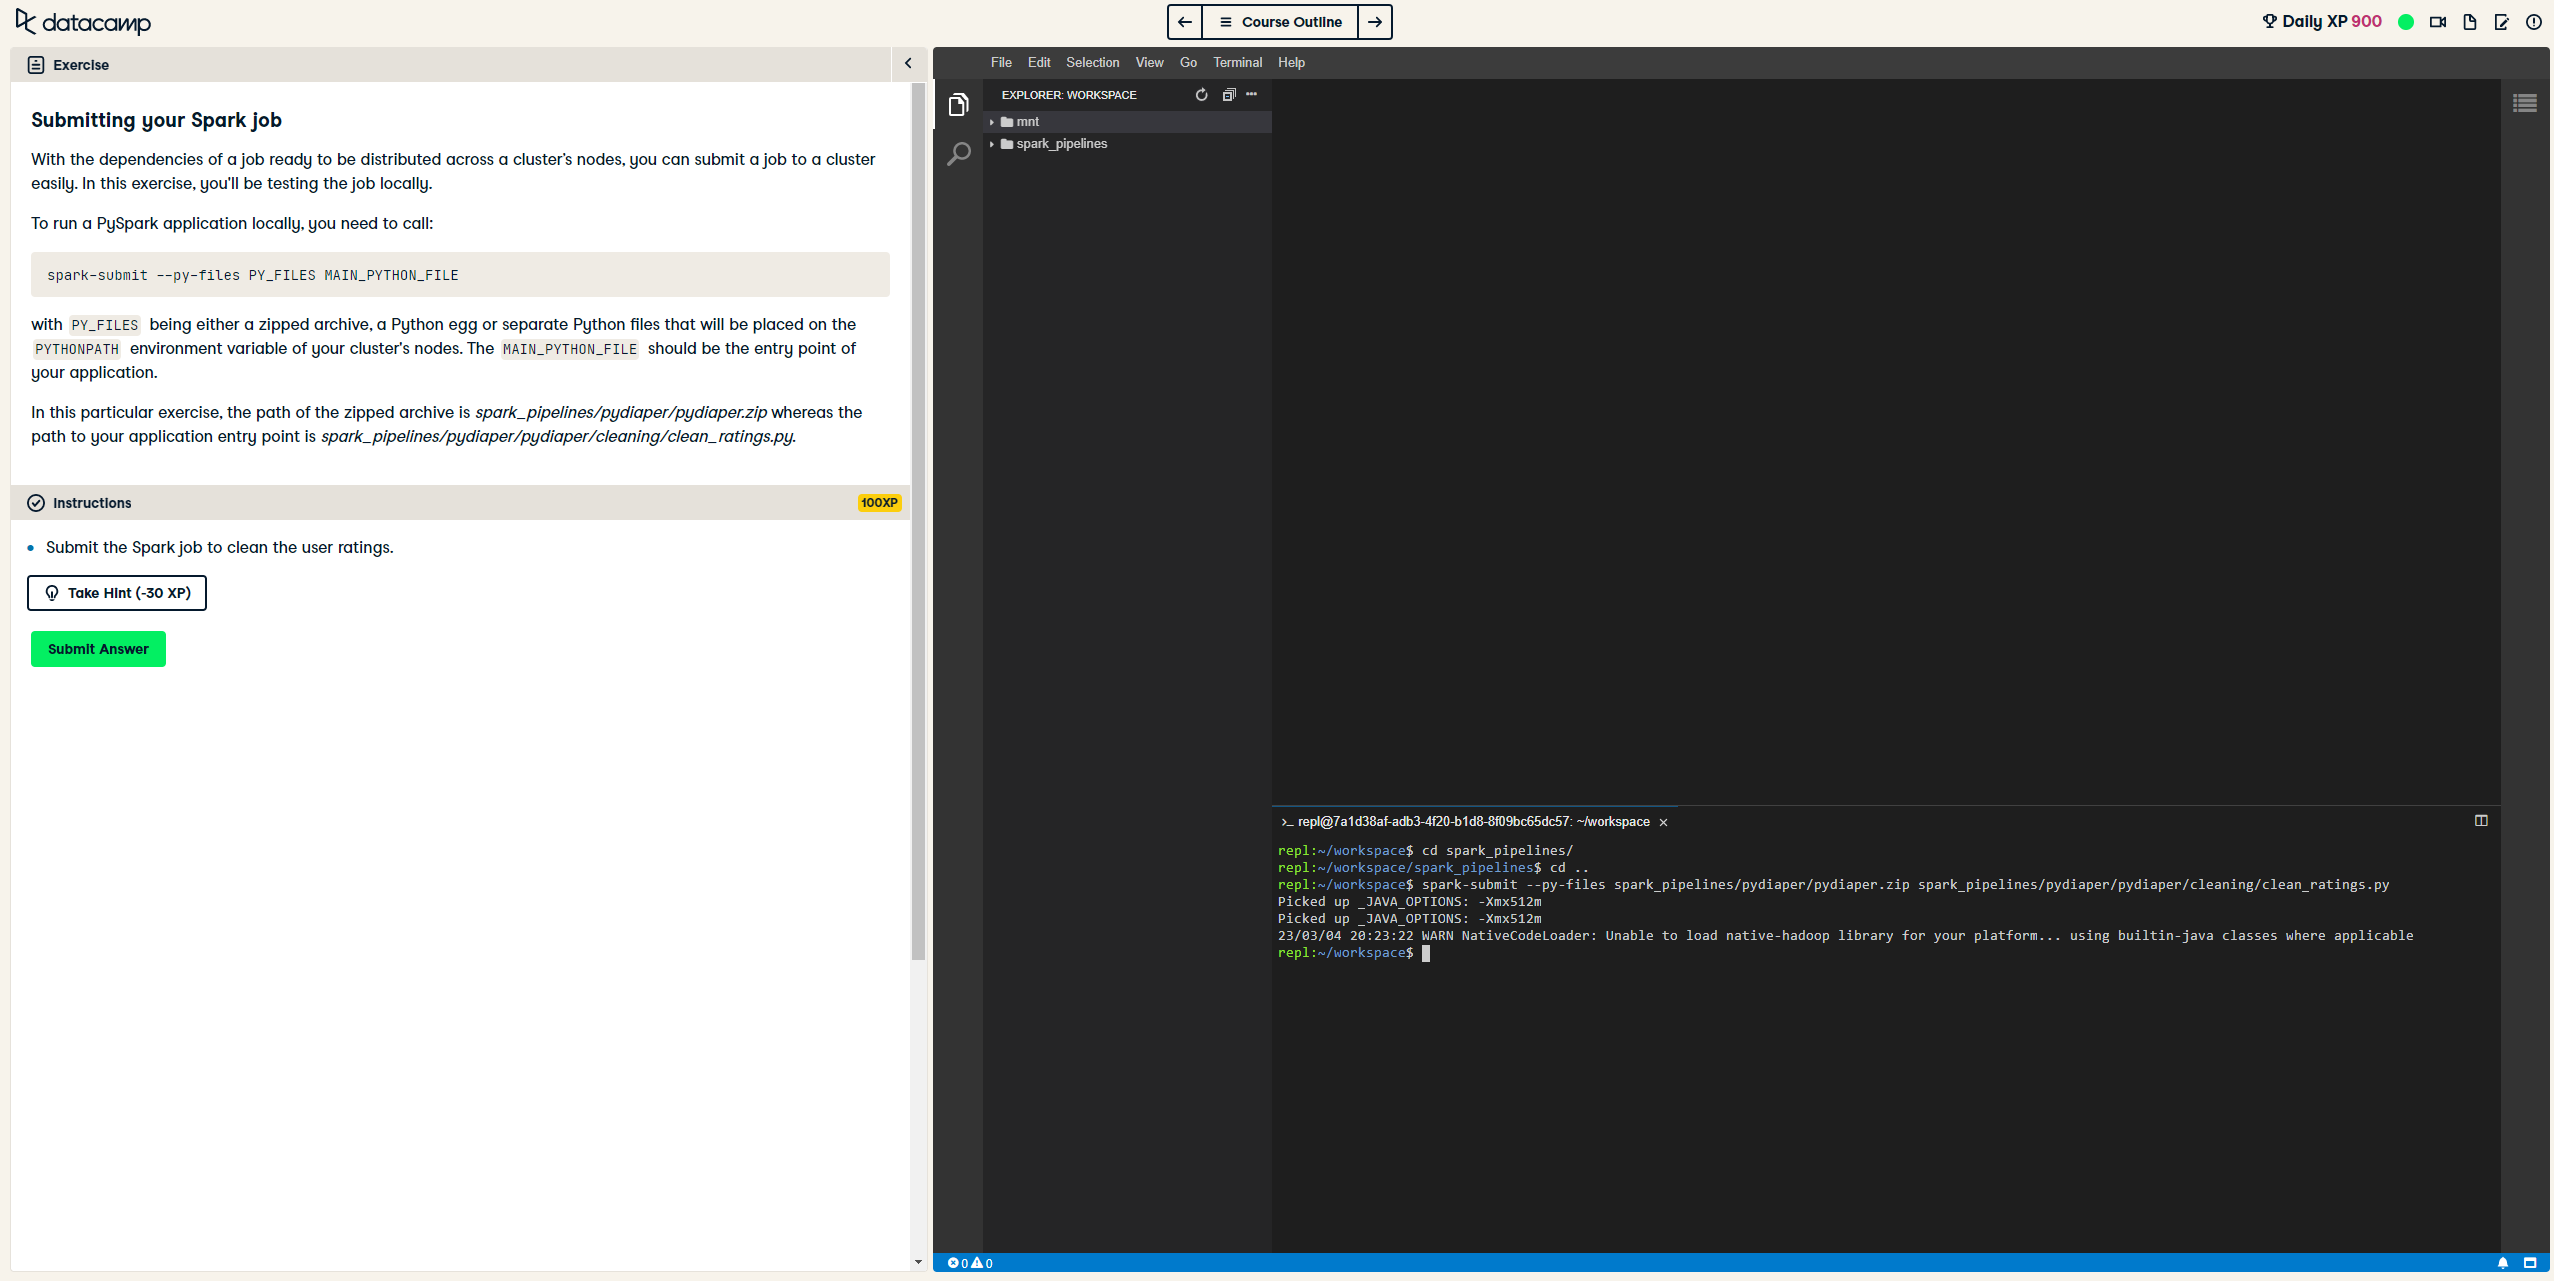 datacamp
Course Outline
Daily XP 900
Exercise
Submitting your Spark job
With the dependencies of a job ready to be distributed across a cluster's nodes, you can submit a job to a cluster
easily. In this exercise, you'll be testing the job locally.
To run a PySpark application locally, you need to call:
spark-submit --py-files PY_FILES MAIN_PYTHON_FILE
with PY_FILES being either a zipped archive, a Python egg or separate Python files that will be placed on the
PYTHONPATH environment variable of your cluster's nodes. The MAIN_PYTHON_FILE should be the entry point of
your application.
In this particular exercise, the path of the zipped archive is spark_pipelines/pydiaper/pydiaper.zip whereas the
path to your application entry point is spark_pipelines/pydiaper/pydiaper/cleaning/clean_ratings.py.
Instructions
100XP
Submit the Spark job to clean the user ratings.
Take Hint (-30 XP)
Submit Answer
File Edit Selection View Go Terminal Help
EXPLORER: WORKSPACE
mnt
spark_pipelines
repl@7a1d38af-adb3-4f20-b1d8-8f09bc65dc57: ~/workspace
repl:~/workspace$ cd spark_pipelines/
repl:~/workspace/spark_pipelines$ cd ..
repl:~/workspace$ spark-submit --py-files spark_pipelines/pydiaper/pydiaper.zip spark_pipelines/pydiaper/pydiaper/cleaning/clean_ratings.py
Picked up _JAVA_OPTIONS: -Xmx512m
Picked up _JAVA_OPTIONS: -Xmx512m
23/03/04 20:23:22 WARN NativeCodeLoader: Unable to load native-hadoop library for your platform... using builtin-java classes where applicable
repl:~/workspace$
0 0